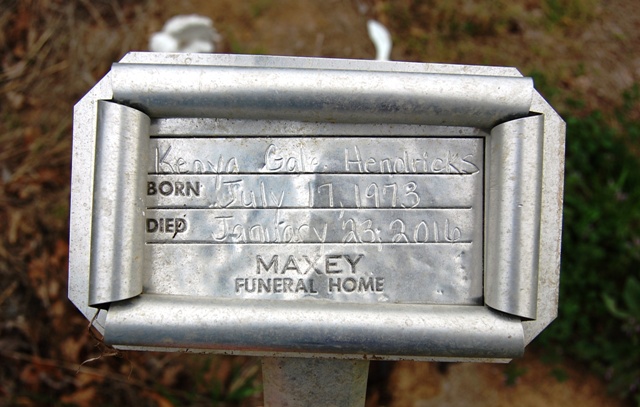 Kenya Gale Hendricks
BORN July 17, 1973
DIED January 23, 2016
MAXEY
FUNERAL HOME